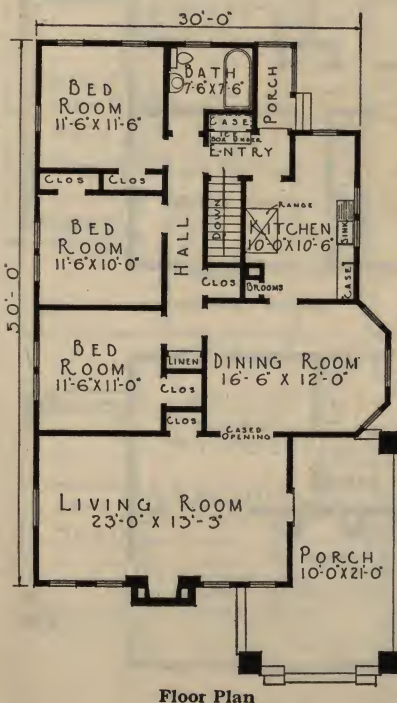 30'-0"
50'-0"
BED
ROOM
11'-6"X11'-6"
BATH
7'-6"X7'-6"
PORCH
CASE
ICE
BOX UNDER
ENTRY
CLOS
CLOS
BED
ROOM
11'-6"X10'-0"
HALL
DOWN
RANGE
KITCHEN
10'-0"X10'-6"
SINK
CASE
CLOS
BROOMS
BED
ROOM
11'-6"X11'-0"
LINEN
CLOS
CLOS
DINING ROOM
16'-6" X 12'-0"
CASED
OPENING
LIVING ROOM
23'-0" X 13'-3"
PORCH
10'-0"X21'-0"
Floor Plan